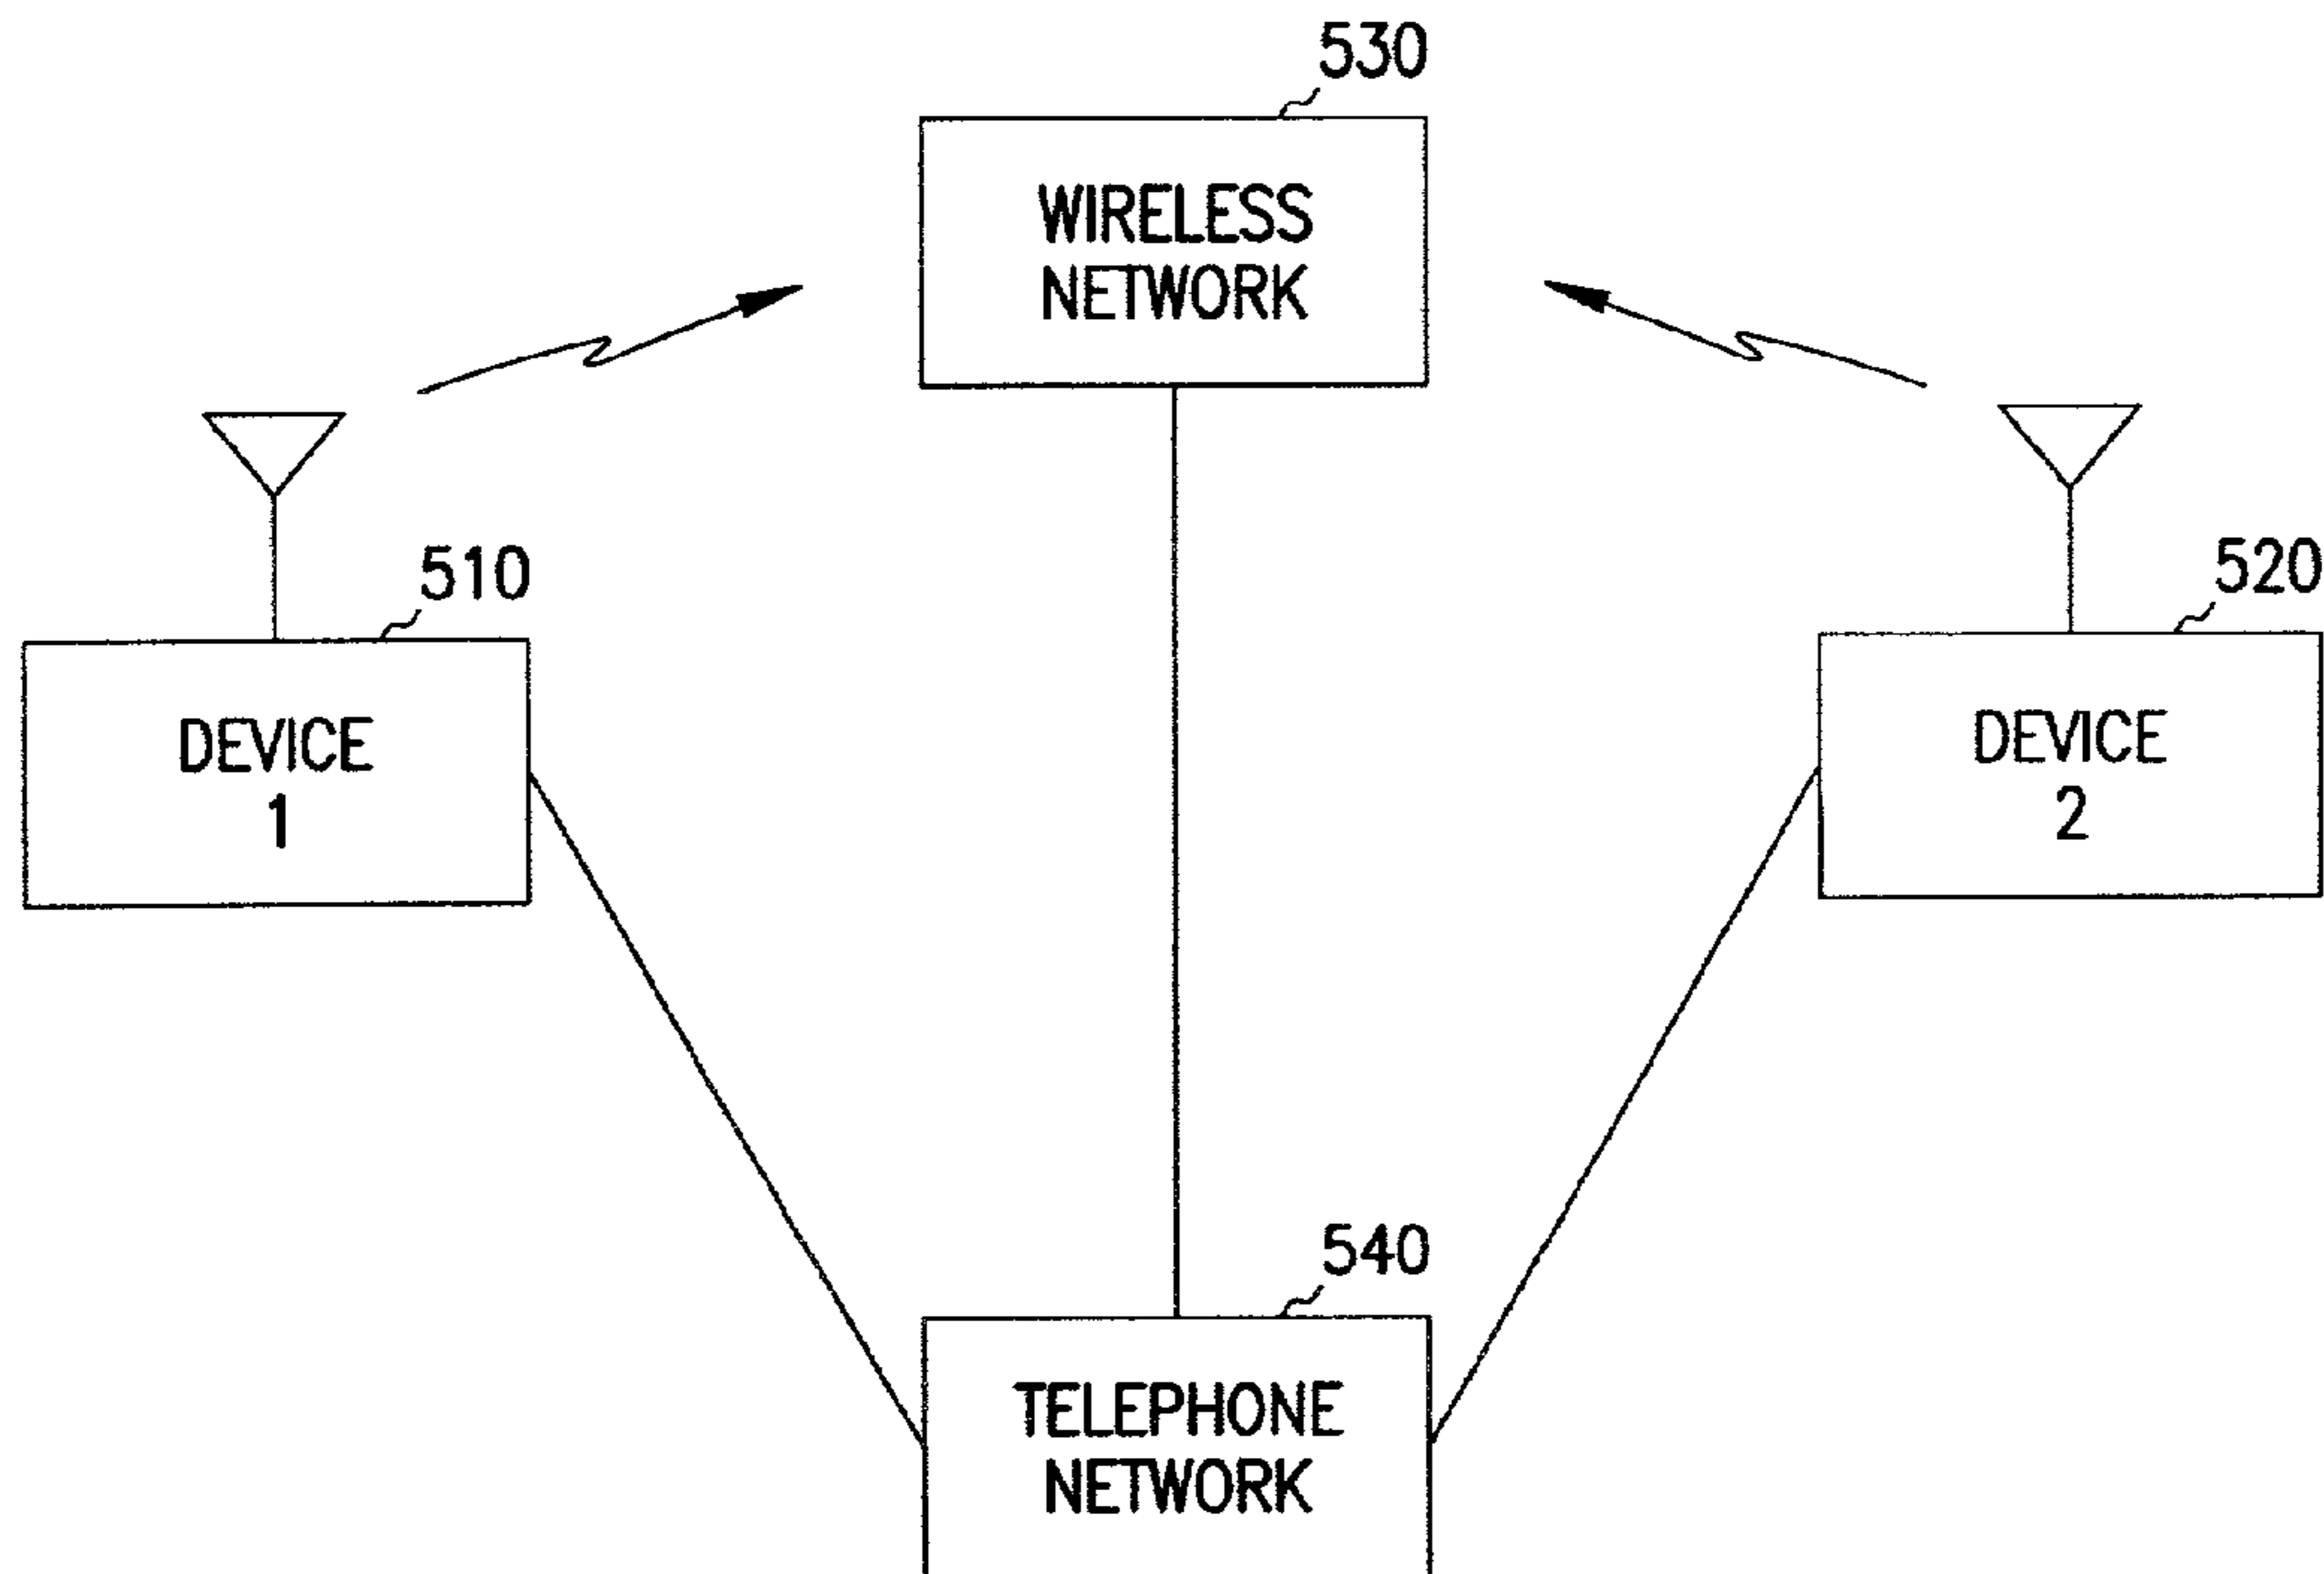 530
WIRELESS
NETWORK
510
520
DEVICE
1
DEVICE
2
540
TELEPHONE
NETWORK